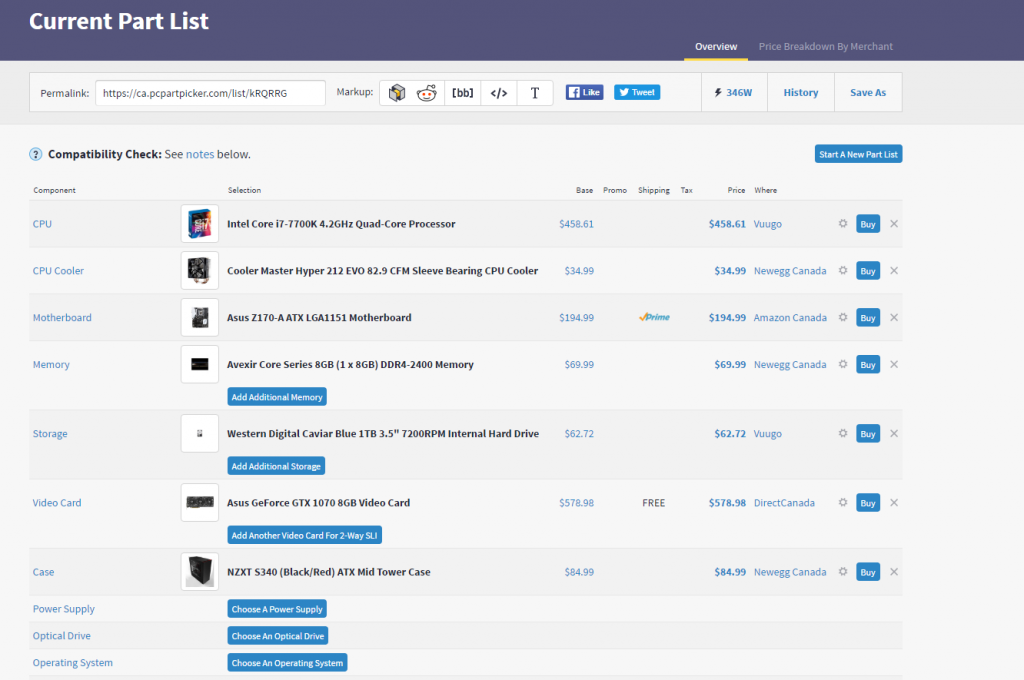 Current Part List
Overview Price Breakdown By Merchant
Permalink: https://ca.pcpartpicker.com/list/kRQRRG Markup: [bb] </> T Like Tweet 346W History Save As
? Compatibility Check: See notes below. Start A New Part List
Component Selection Base Promo Shipping Tax Price Where
CPU Intel Core i7-7700K 4.2GHz Quad-Core Processor $458.61 $458.61 Vuugo Buy
CPU Cooler Cooler Master Hyper 212 EVO 82.9 CFM Sleeve Bearing CPU Cooler $34.99 $34.99 Newegg Canada Buy
Motherboard Asus Z170-A ATX LGA1151 Motherboard $194.99 Prime $194.99 Amazon Canada Buy
Memory Avexir Core Series 8GB (1 x 8GB) DDR4-2400 Memory $69.99 $69.99 Newegg Canada Buy
Add Additional Memory
Storage Western Digital Caviar Blue 1TB 3.5" 7200RPM Internal Hard Drive $62.72 $62.72 Vuugo Buy
Add Additional Storage
Video Card Asus GeForce GTX 1070 8GB Video Card $578.98 FREE $578.98 DirectCanada Buy
Add Another Video Card For 2-Way SLI
Case NZXT S340 (Black/Red) ATX Mid Tower Case $84.99 $84.99 Newegg Canada Buy
Power Supply Choose A Power Supply
Optical Drive Choose An Optical Drive
Operating System Choose An Operating System